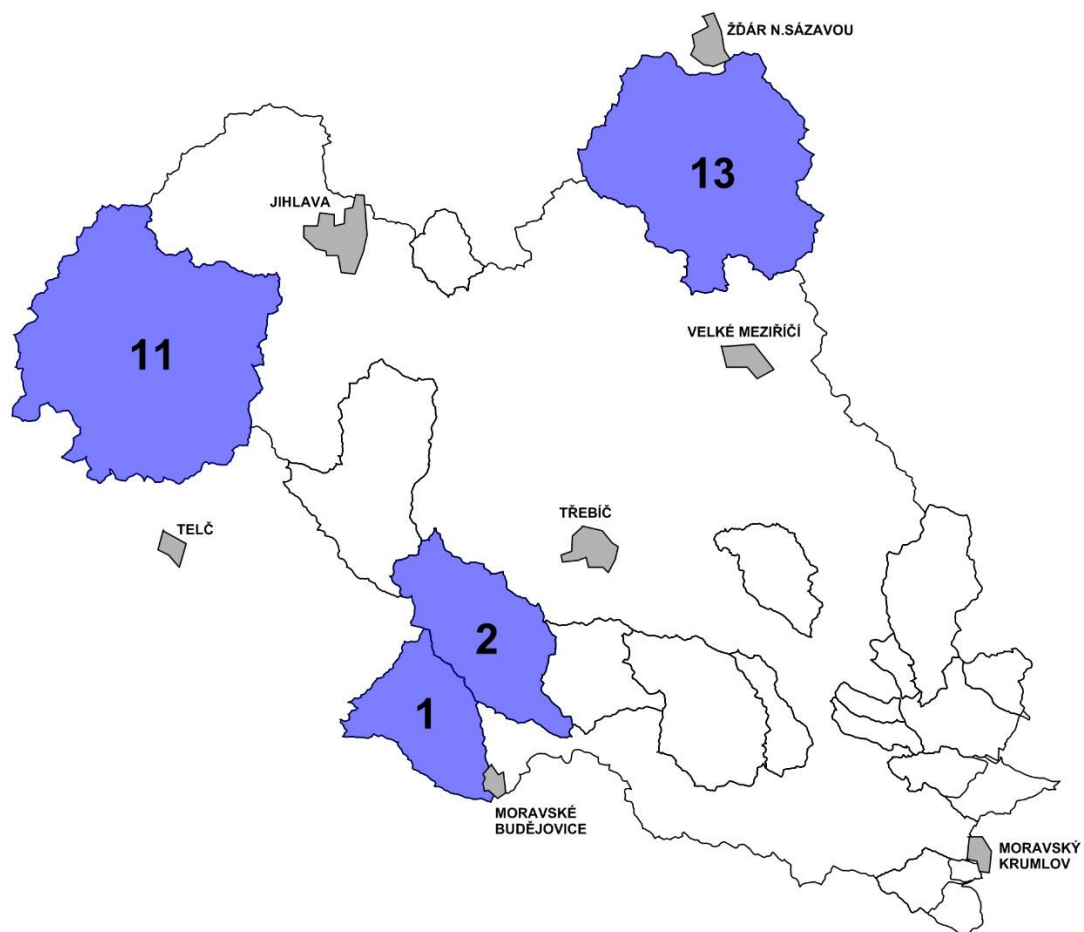 ŽĎÁR N.SÁZAVOU
13
JIHLAVA
VELKÉ MEZIŘÍČÍ
11
TELČ
TŘEBÍČ
2
1
MORAVSKÉ
BUDĚJOVICE
MORAVSKÝ
KRUMLOV